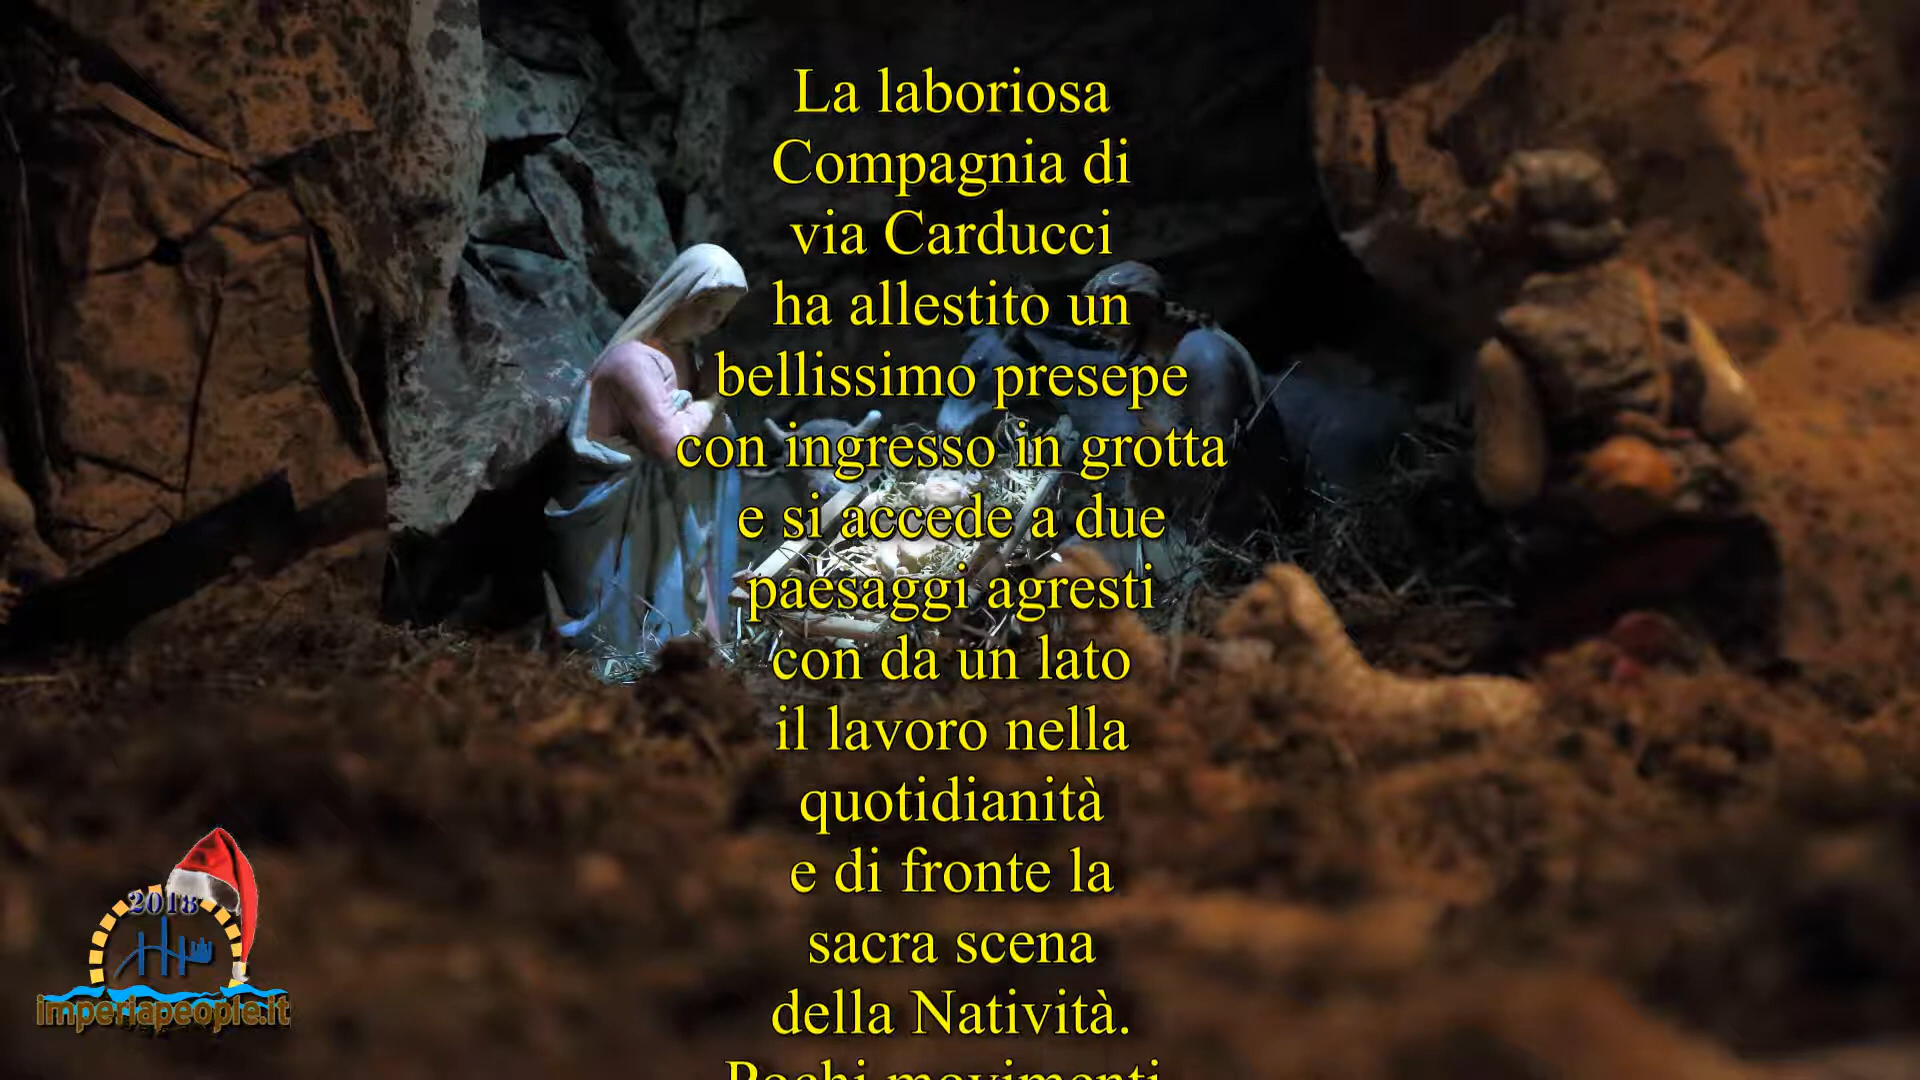 La laboriosa
Compagnia di
via Carducci
ha allestito un
bellissimo presepe
con ingresso in grotta
e si accede a due
paesaggi agresti
con da un lato
il lavoro nella
quotidianità
e di fronte la
sacra scena
della Natività.
Pochi movimenti
2018
imperiapeople.it